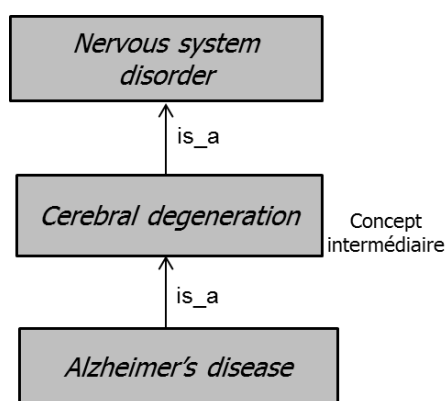 Nervous system
disorder
is_a
Cerebral degeneration
Concept
intermédiaire
is_a
Alzheimer's disease